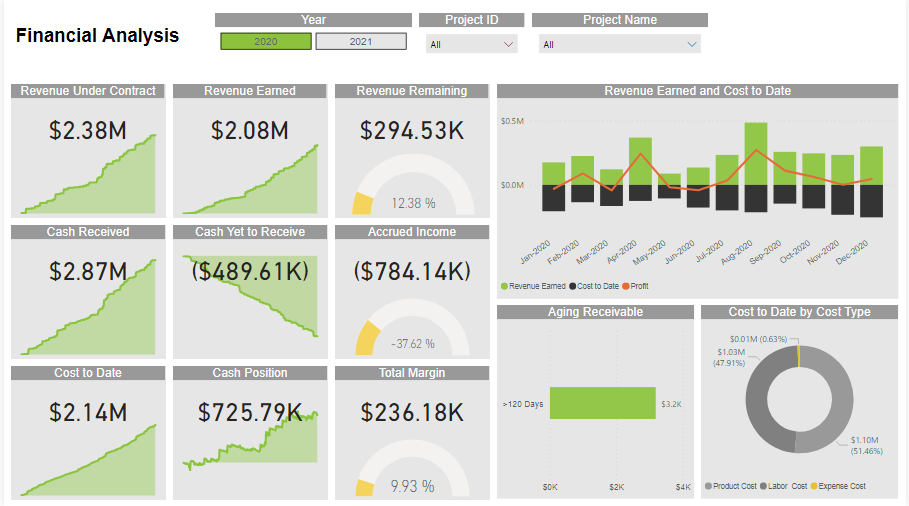 Financial Analysis
Year
2020
2021
Project ID
All
Project Name
All
Revenue Under Contract
$2.38M
Revenue Earned
$2.08M
Revenue Remaining
$294.53K
12.38 %
Cash Received
$2.87M
Cash Yet to Receive
($489.61K)
Accrued Income
($784.14K)
-37.62 %
Cost to Date
$2.14M
Cash Position
$725.79K
Total Margin
$236.18K
9.93 %
Revenue Earned and Cost to Date
$0.5M
$0.0M
Jan-2020
Feb-2020
Mar-2020
Apr-2020
May-2020
Jun-2020
Jul-2020
Aug-2020
Sep-2020
Oct-2020
Nov-2020
Dec-2020
Revenue Earned
Cost to Date
Profit
Aging Receivable
>120 Days
$3.2K
$0K
$2K
$4K
Cost to Date by Cost Type
$0.01M (0.63%)
$1.03M
(47.91%)
$1.10M
(51.46%)
Product Cost
Labor Cost
Expense Cost